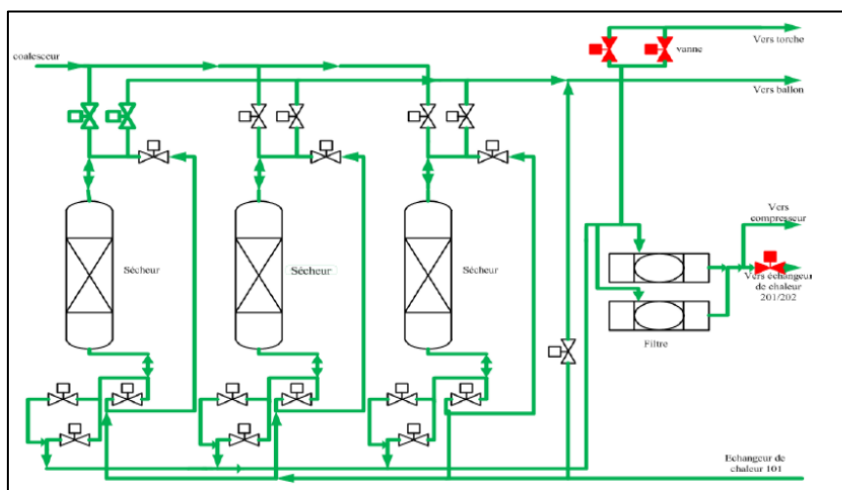 Vers torche
vanne
coalesceur
Vers ballon
Vers
compresseur
Sécheur
Sécheur
Sécheur
Vers échangeur
de chaleur
201/202
Filtre
Echangeur de
chaleur 101